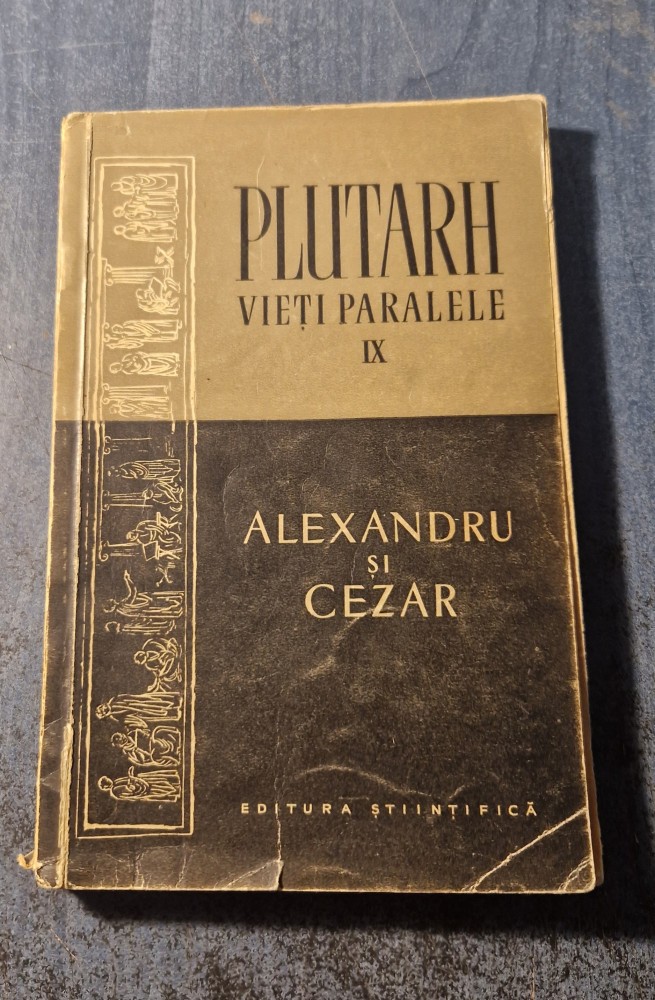 PLUTARH
VIEȚI PARALELE
IX
ALEXANDRU
ȘI
CEZAR
EDITURA ȘTIINȚIFICĂ